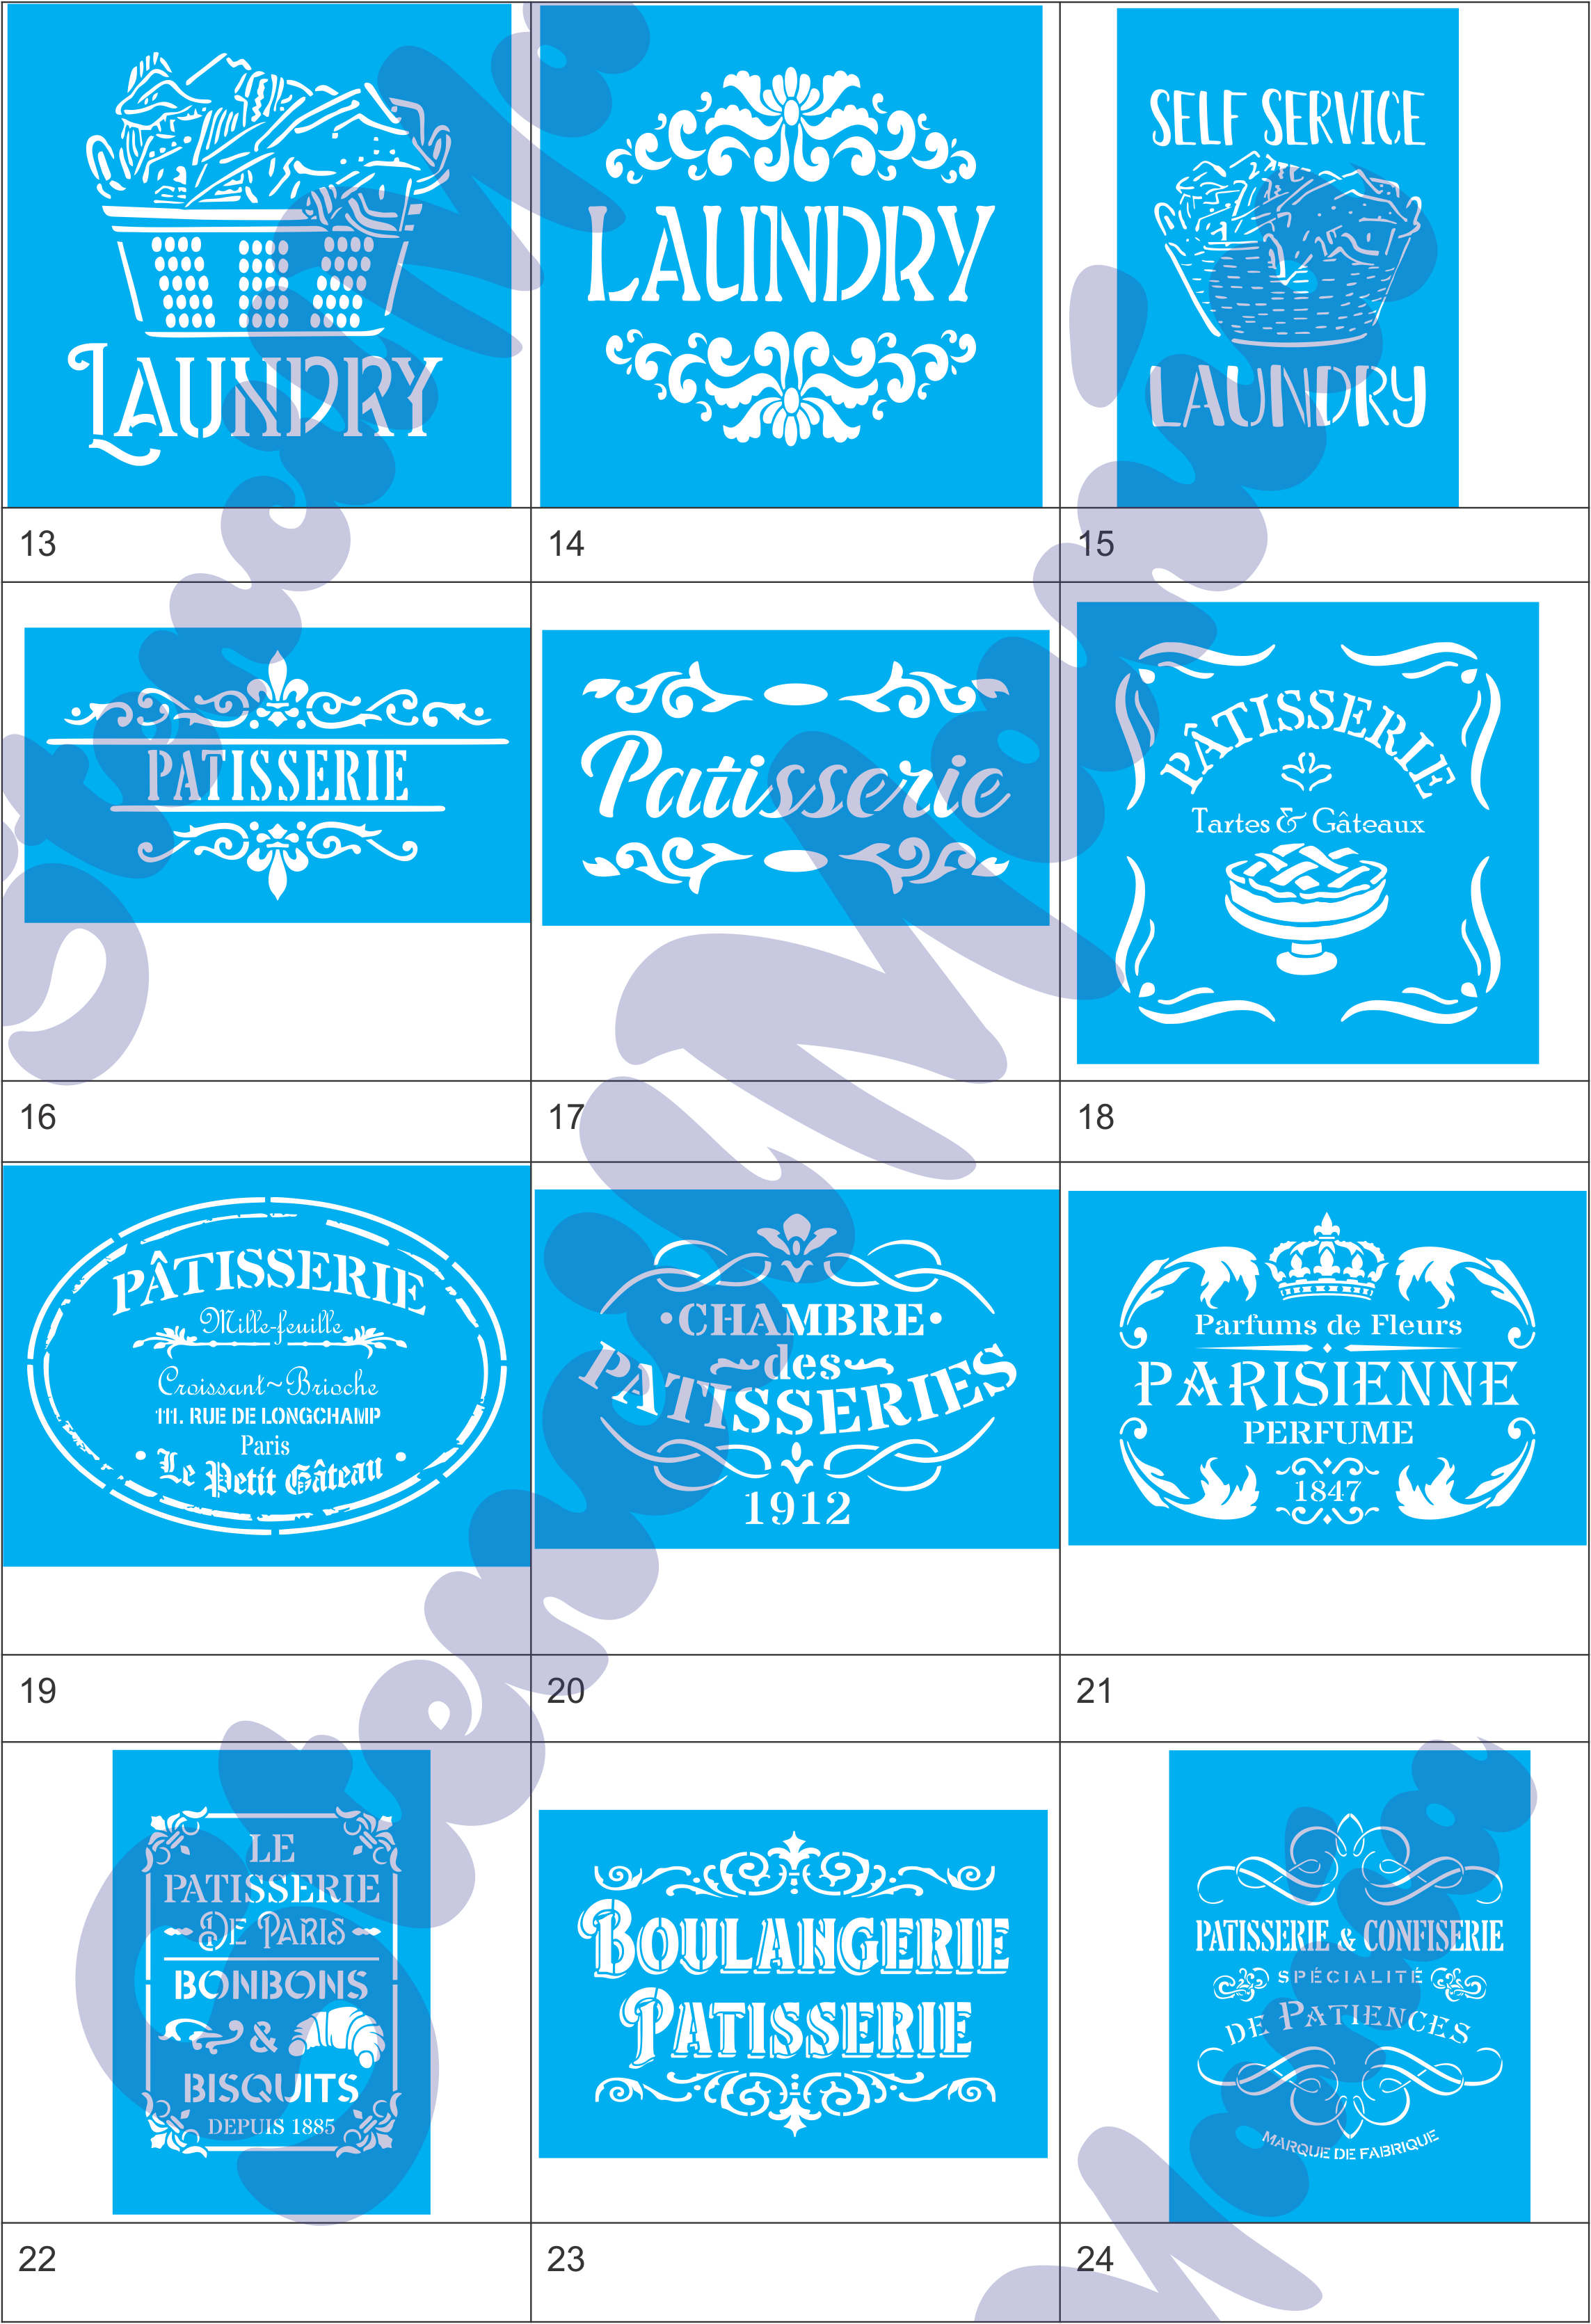 LAUNDRY
LAUNDRY
SELF SERVICE
LAUNDRY
13
14
15
PATISSERIE
Patisserie
PÂTISSERIE
Tartes & Gâteaux
16
17
18
PÂTISSERIE
Mille-feuille
Croissant~Brioche
111. RUE DE LONGCHAMP
Paris
• Le Petit Gâteau •
•CHAMBRE•
~des~
PATISSERIES
1912
Parfums de Fleurs
PARISIENNE
PERFUME
1847
19
20
21
LE
PATISSERIE
DE PARIS
BONBONS
&
BISQUITS
DEPUIS 1885
BOULANGERIE
PATISSERIE
PATISSERIE & CONFISERIE
SPÉCIALITÉ
DE PATIENCES
MARQUE DE FABRIQUE
22
23
24